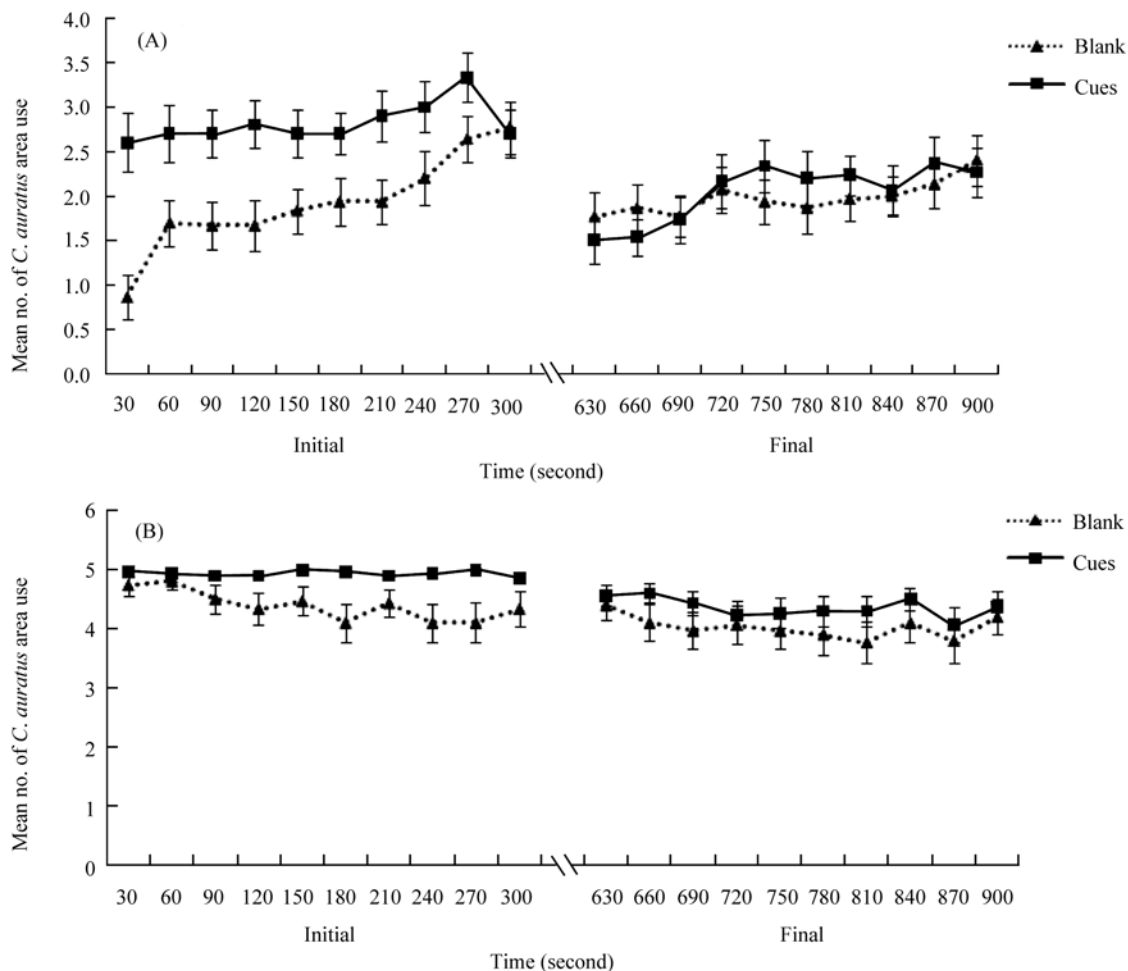 4.0
(A)
Blank
3.5
Cues
3.0
2.5
2.0
1.5
1.0
0.5
0.0
Mean no. of C. auratus area use
30 60 90 120 150 180 210 240 270 300 630 660 690 720 750 780 810 840 870 900
Initial Final
Time (second)
6
(B)
Blank
Cues
5
4
3
2
1
0
Mean no. of C. auratus area use
30 60 90 120 150 180 210 240 270 300 630 660 690 720 750 780 810 840 870 900
Initial Final
Time (second)